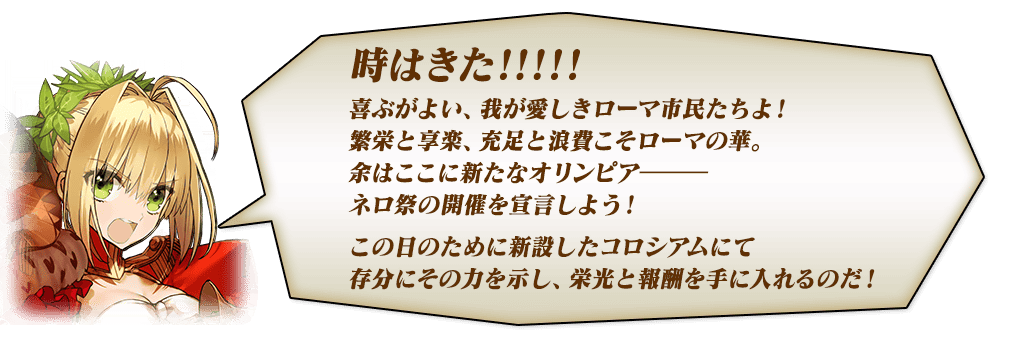 時はきた!!!!!
喜ぶがよい、我が愛しきローマ市民たちよ!
繁栄と享楽、充足と浪費こそローマの華。
余はここに新たなオリンピア―――
ネロ祭の開催を宣言しよう!
この日のために新設したコロシアムにて
存分にその力を示し、栄光と報酬を手に入れるのだ!